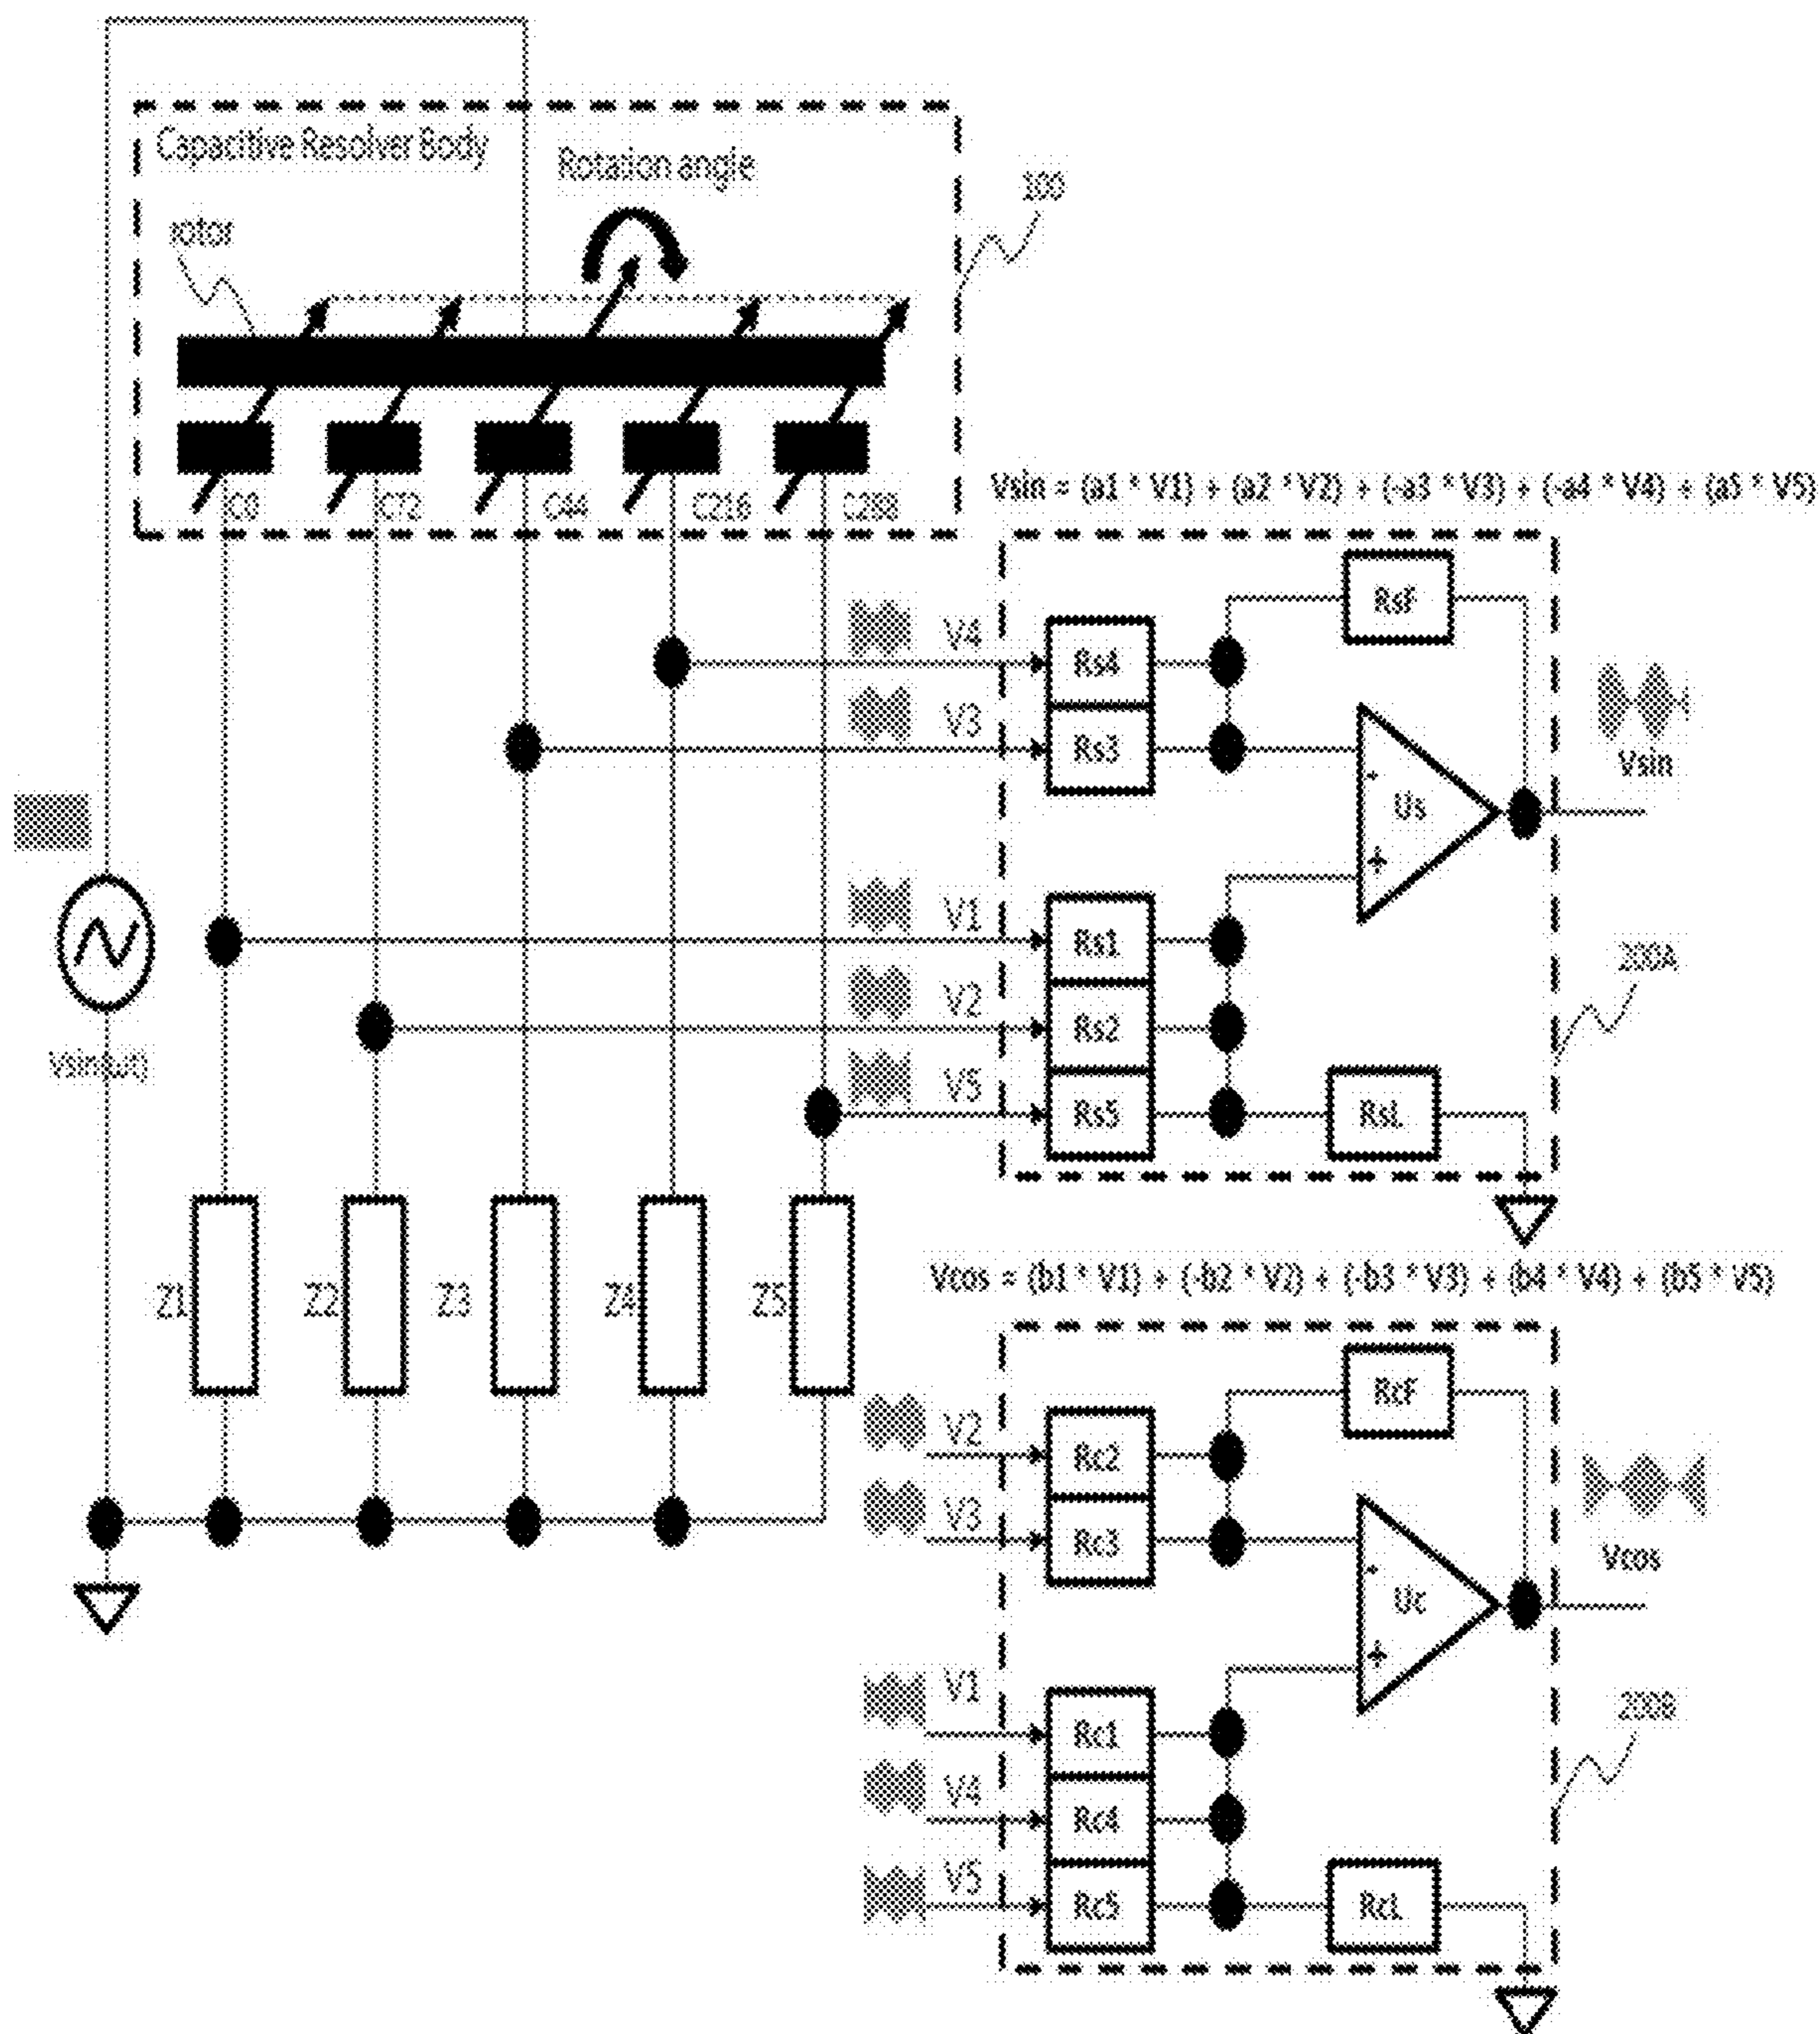 Capacitive Resolver Body
Rotation angle
100
rotor
C0
C72
C44
C216
C288
Vsin = (a1 * V1) + (a2 * V2) + (-a3 * V3) + (-a4 * V4) + (a5 * V5)
RsF
V4
Rs4
V3
Rs3
-
Us
Vsin
+
V1
Rs1
200A
V2
Rs2
Vsin(ωt)
V5
Rs5
RsL
Vcos = (b1 * V1) + (-b2 * V2) + (-b3 * V3) + (b4 * V4) + (b5 * V5)
Z1
Z2
Z3
Z4
Z5
RcF
V2
Rc2
V3
Rc3
-
Uc
Vcos
+
V1
Rc1
200B
V4
Rc4
V5
Rc5
RcL